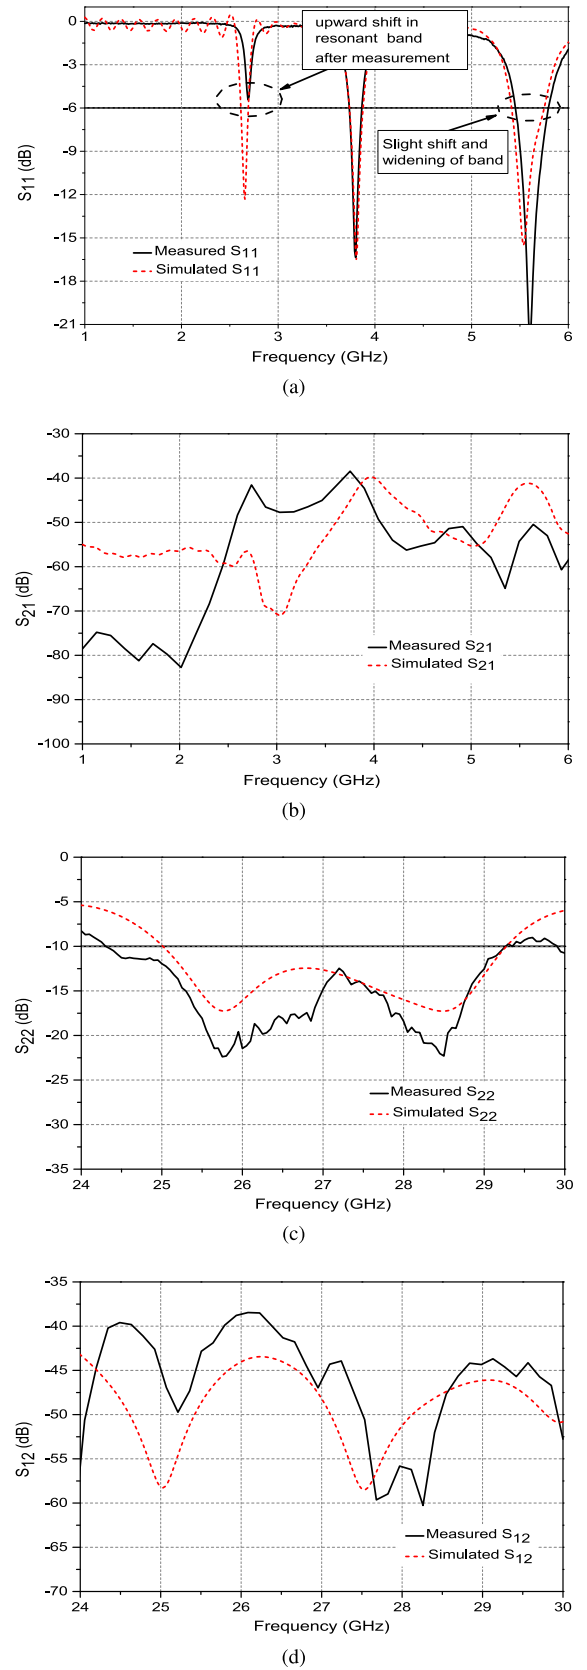 0
-3
-6
-9
-12
-15
-18
-21
S11 (dB)
upward shift in
resonant band
after measurement
Slight shift and
widening of band
Measured S11
Simulated S11
1 2 3 4 5 6
Frequency (GHz)
(a)
-30
-40
-50
-60
-70
-80
-90
-100
S21 (dB)
Measured S21
Simulated S21
1 2 3 4 5 6
Frequency (GHz)
(b)
0
-5
-10
-15
-20
-25
-30
-35
S22 (dB)
Measured S22
Simulated S22
24 25 26 27 28 29 30
Frequency (GHz)
(c)
-35
-40
-45
-50
-55
-60
-65
-70
S12 (dB)
Measured S12
Simulated S12
24 25 26 27 28 29 30
Frequency (GHz)
(d)